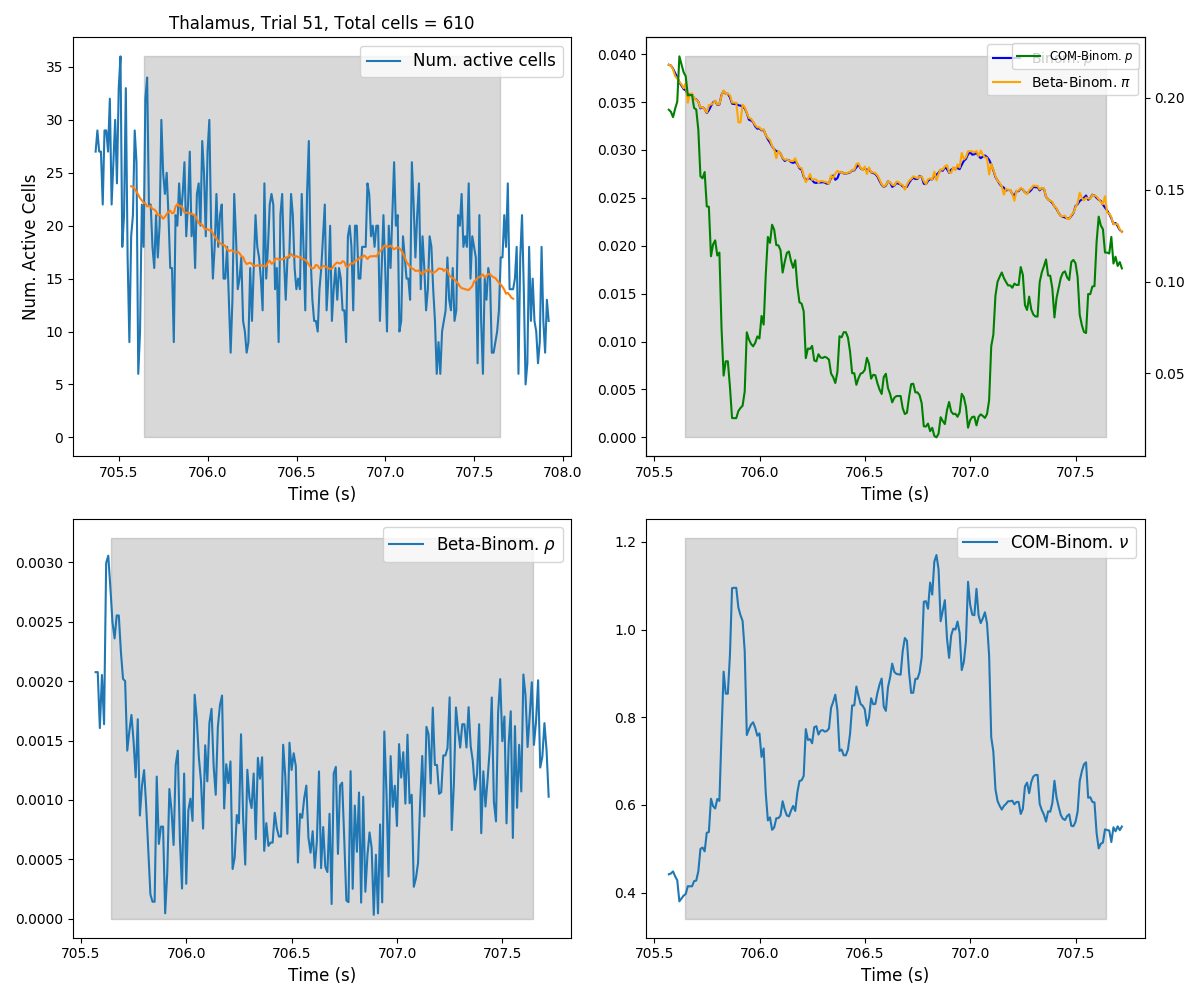 Thalamus, Trial 51, Total cells = 610
Num. active cells
Num. Active Cells
35
30
25
20
15
10
5
0
705.5 706.0 706.5 707.0 707.5 708.0
Time (s)
COM-Binom. p
Binom. p
Beta-Binom. π
0.040
0.035
0.030
0.025
0.020
0.015
0.010
0.005
0.000
0.20
0.15
0.10
0.05
705.5 706.0 706.5 707.0 707.5
Time (s)
Beta-Binom. ρ
0.0030
0.0025
0.0020
0.0015
0.0010
0.0005
0.0000
705.5 706.0 706.5 707.0 707.5
Time (s)
COM-Binom. ν
1.2
1.0
0.8
0.6
0.4
705.5 706.0 706.5 707.0 707.5
Time (s)